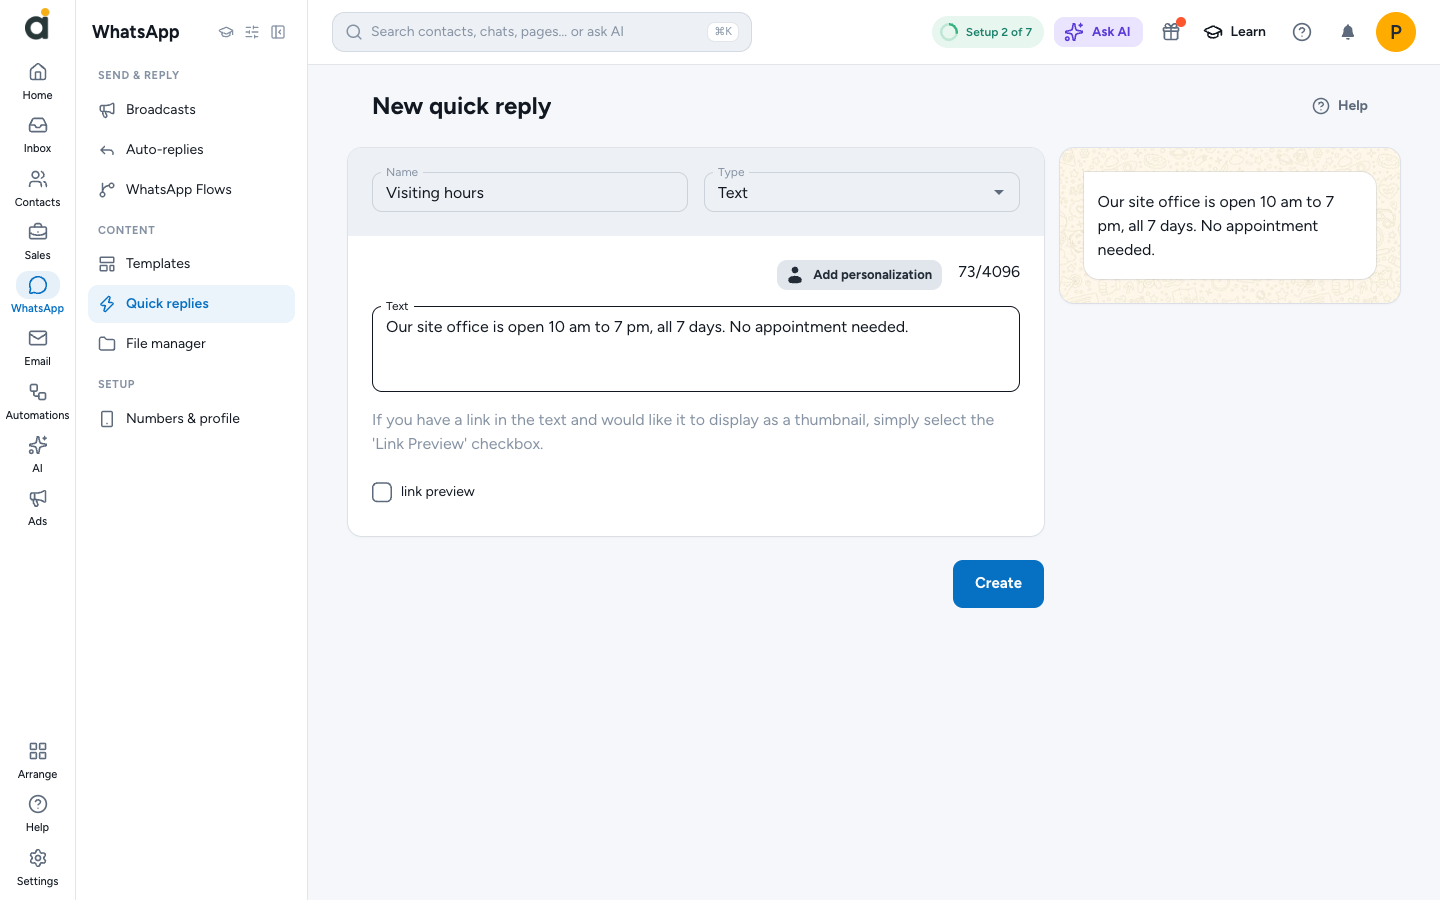 WhatsApp
Search contacts, chats, pages... or ask AI
⌘K
Setup 2 of 7
Ask AI
Learn
P
Home
Inbox
Contacts
Sales
WhatsApp
Email
Automations
AI
Ads
Arrange
Help
Settings
SEND & REPLY
Broadcasts
Auto-replies
WhatsApp Flows
CONTENT
Templates
Quick replies
File manager
SETUP
Numbers & profile
New quick reply
Help
Name
Visiting hours
Type
Text
Add personalization
73/4096
Text
Our site office is open 10 am to 7 pm, all 7 days. No appointment needed.
If you have a link in the text and would like it to display as a thumbnail, simply select the
'Link Preview' checkbox.
link preview
Create
Our site office is open 10 am to 7
pm, all 7 days. No appointment
needed.